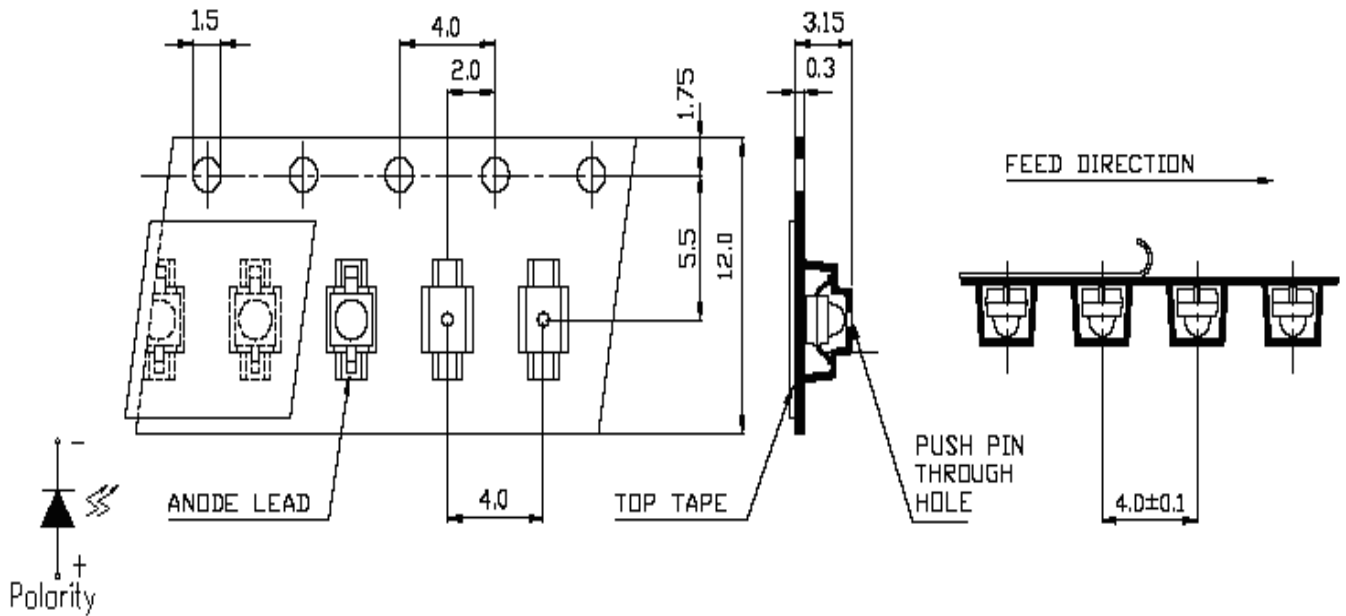 1.5
4.0
2.0
1.75
5.5
12.0
3.15
0.3
FEED DIRECTION
ANODE LEAD
4.0
TOP TAPE
PUSH PIN
THROUGH
HOLE
4.0±0.1
-
+
Polarity